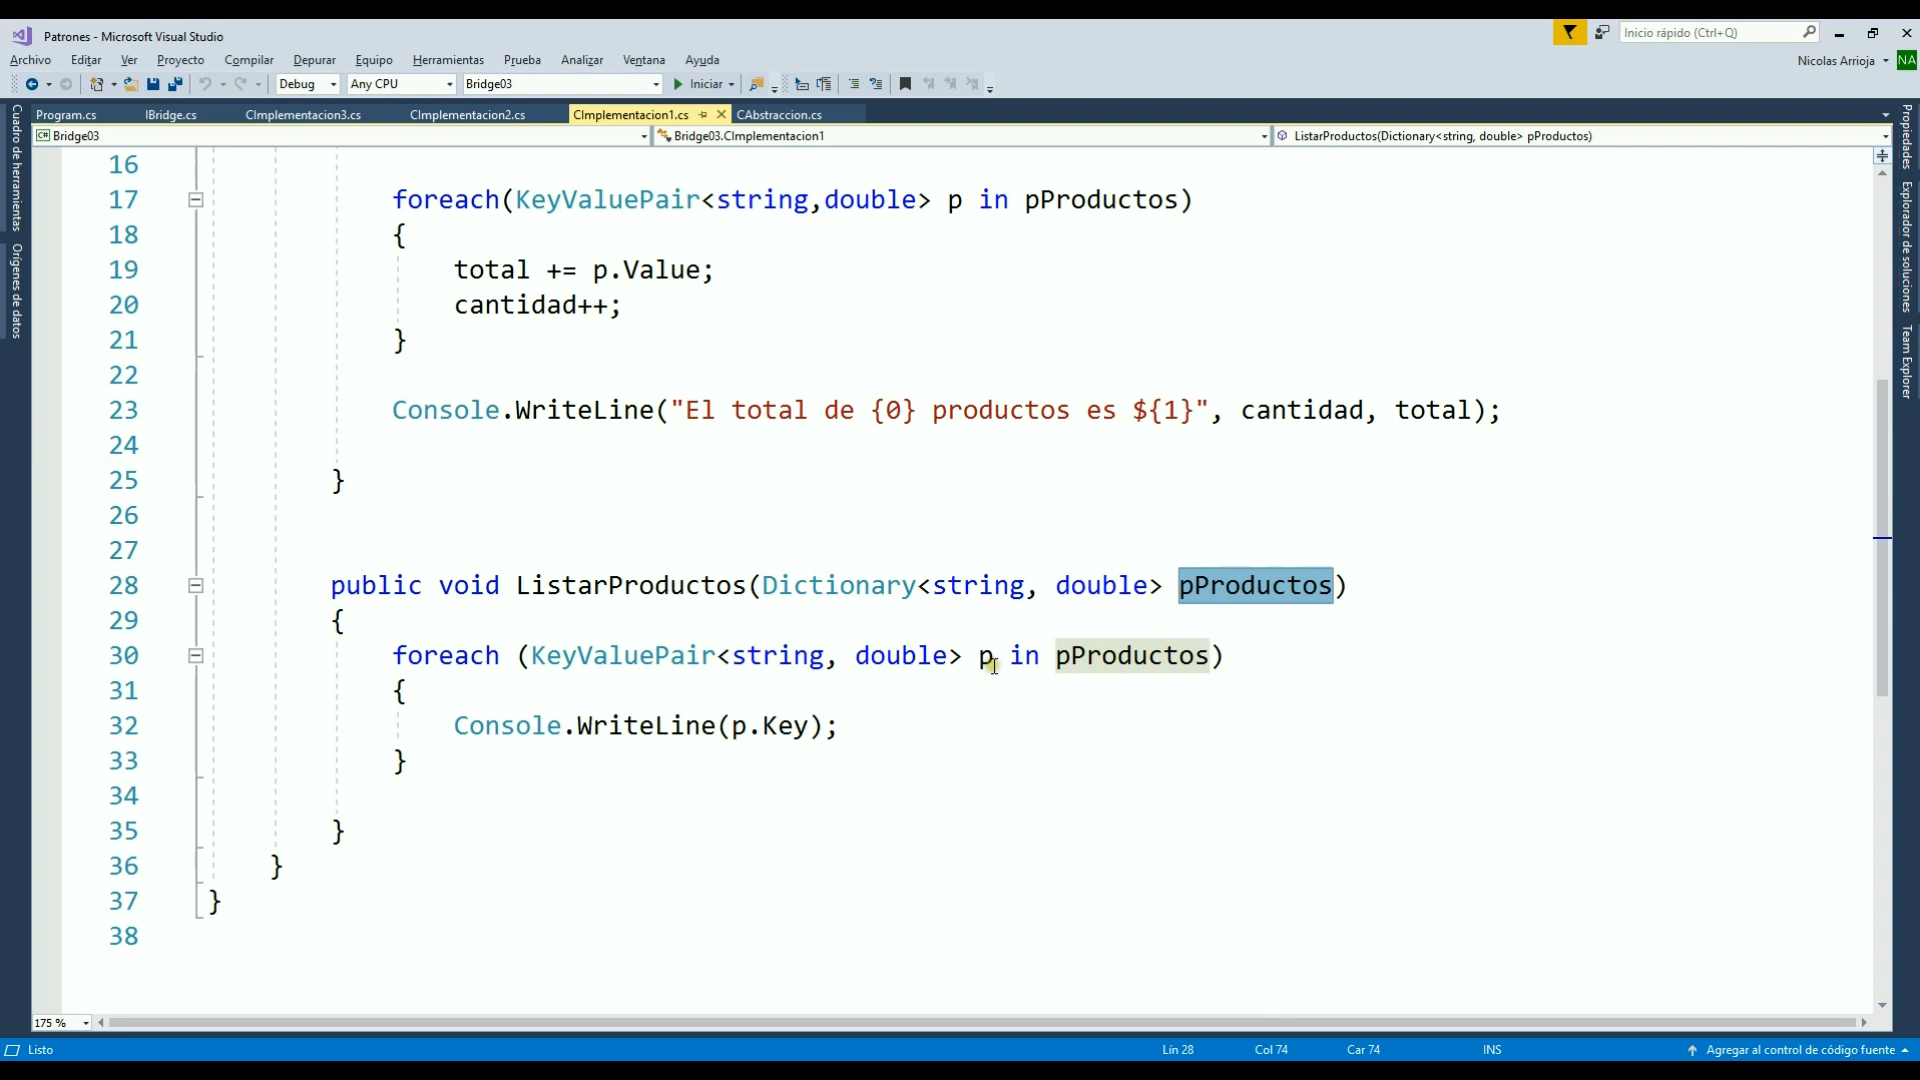 Patrones - Microsoft Visual Studio
Inicio rápido (Ctrl+Q)
Archivo Editar Ver Proyecto Compilar Depurar Equipo Herramientas Prueba Analizar Ventana Ayuda
Nicolas Arrioja NA
Debug Any CPU Bridge03 Iniciar
Program.cs IBridge.cs CImplementacion3.cs CImplementacion2.cs CImplementacion1.cs CAbstraccion.cs
Bridge03 Bridge03.CImplementacion1 ListarProductos(Dictionary<string, double> pProductos)
Cuadro de herramientas
Orígenes de datos
Propiedades
Explorador de soluciones
Team Explorer
16
17 foreach(KeyValuePair<string,double> p in pProductos)
18 {
19 total += p.Value;
20 cantidad++;
21 }
22
23 Console.WriteLine("El total de {0} productos es ${1}", cantidad, total);
24
25 }
26
27
28 public void ListarProductos(Dictionary<string, double> pProductos)
29 {
30 foreach (KeyValuePair<string, double> p in pProductos)
31 {
32 Console.WriteLine(p.Key);
33 }
34
35 }
36 }
37 }
38
175 %
Listo Lín 28 Col 74 Car 74 INS Agregar al control de código fuente